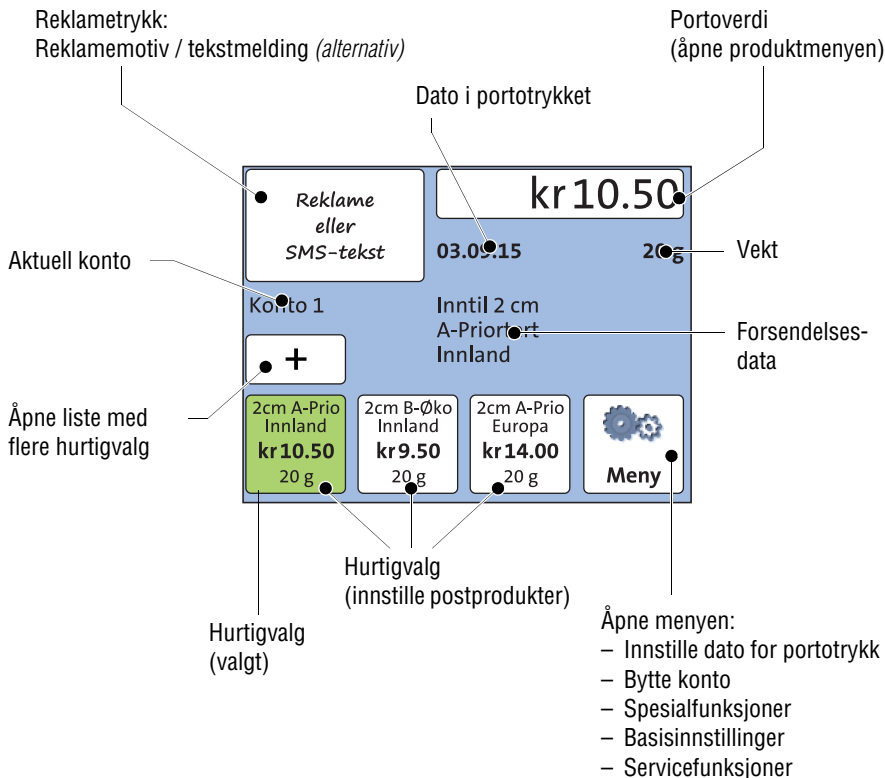 Reklametrykk:
Reklamemotiv / tekstmelding (alternativ)
Portoverdi
(åpne produktmenyen)
Dato i portotrykket
Reklame
eller
SMS-tekst
kr 10.50
03.09.15
20 g
Vekt
Aktuell konto
Konto 1
Inntil 2 cm
A-Priortert
Innland
Forsendelses-
data
+
Åpne liste med
flere hurtigvalg
2cm A-Prio
Innland
kr 10.50
20 g
2cm B-Øko
Innland
kr 9.50
20 g
2cm A-Prio
Europa
kr 14.00
20 g
Meny
Hurtigvalg
(innstille postprodukter)
Hurtigvalg
(valgt)
Åpne menyen:
– Innstille dato for portotrykk
– Bytte konto
– Spesialfunksjoner
– Basisinnstillinger
– Servicefunksjoner